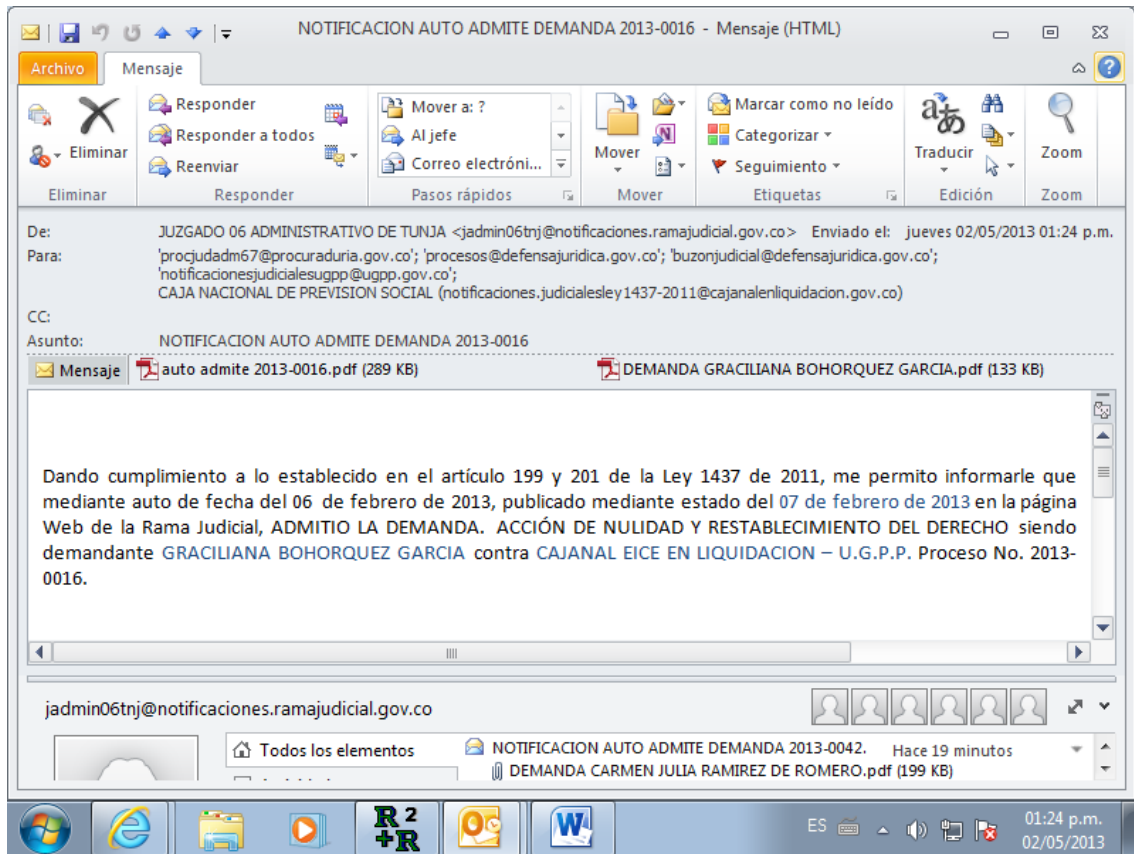 NOTIFICACION AUTO ADMITE DEMANDA 2013-0016 - Mensaje (HTML)
Archivo
Mensaje
Eliminar
Responder
Responder a todos
Reenviar
Mover a: ?
Al jefe
Correo electróni...
Mover
Marcar como no leído
Categorizar
Seguimiento
Traducir
Zoom
Eliminar
Responder
Pasos rápidos
Mover
Etiquetas
Edición
Zoom
De: JUZGADO 06 ADMINISTRATIVO DE TUNJA <jadmin06tnj@notificaciones.ramajudicial.gov.co> Enviado el: jueves 02/05/2013 01:24 p.m.
Para: 'procjudadm67@procuraduria.gov.co'; 'procesos@defensajuridica.gov.co'; 'buzonjudicial@defensajuridica.gov.co';
'notificacionesjudicialesugpp@ugpp.gov.co';
CAJA NACIONAL DE PREVISION SOCIAL (notificaciones.judicialesley1437-2011@cajanalenliquidacion.gov.co)
CC:
Asunto: NOTIFICACION AUTO ADMITE DEMANDA 2013-0016
Mensaje auto admite 2013-0016.pdf (289 KB) DEMANDA GRACILIANA BOHORQUEZ GARCIA.pdf (133 KB)
Dando cumplimiento a lo establecido en el artículo 199 y 201 de la Ley 1437 de 2011, me permito informarle que
mediante auto de fecha del 06 de febrero de 2013, publicado mediante estado del 07 de febrero de 2013 en la página
Web de la Rama Judicial, ADMITIO LA DEMANDA. ACCIÓN DE NULIDAD Y RESTABLECIMIENTO DEL DERECHO siendo
demandante GRACILIANA BOHORQUEZ GARCIA contra CAJANAL EICE EN LIQUIDACION – U.G.P.P. Proceso No. 2013-
0016.
jadmin06tnj@notificaciones.ramajudicial.gov.co
Todos los elementos
NOTIFICACION AUTO ADMITE DEMANDA 2013-0042. Hace 19 minutos
DEMANDA CARMEN JULIA RAMIREZ DE ROMERO.pdf (199 KB)
R 2
+R
ES
01:24 p.m.
02/05/2013